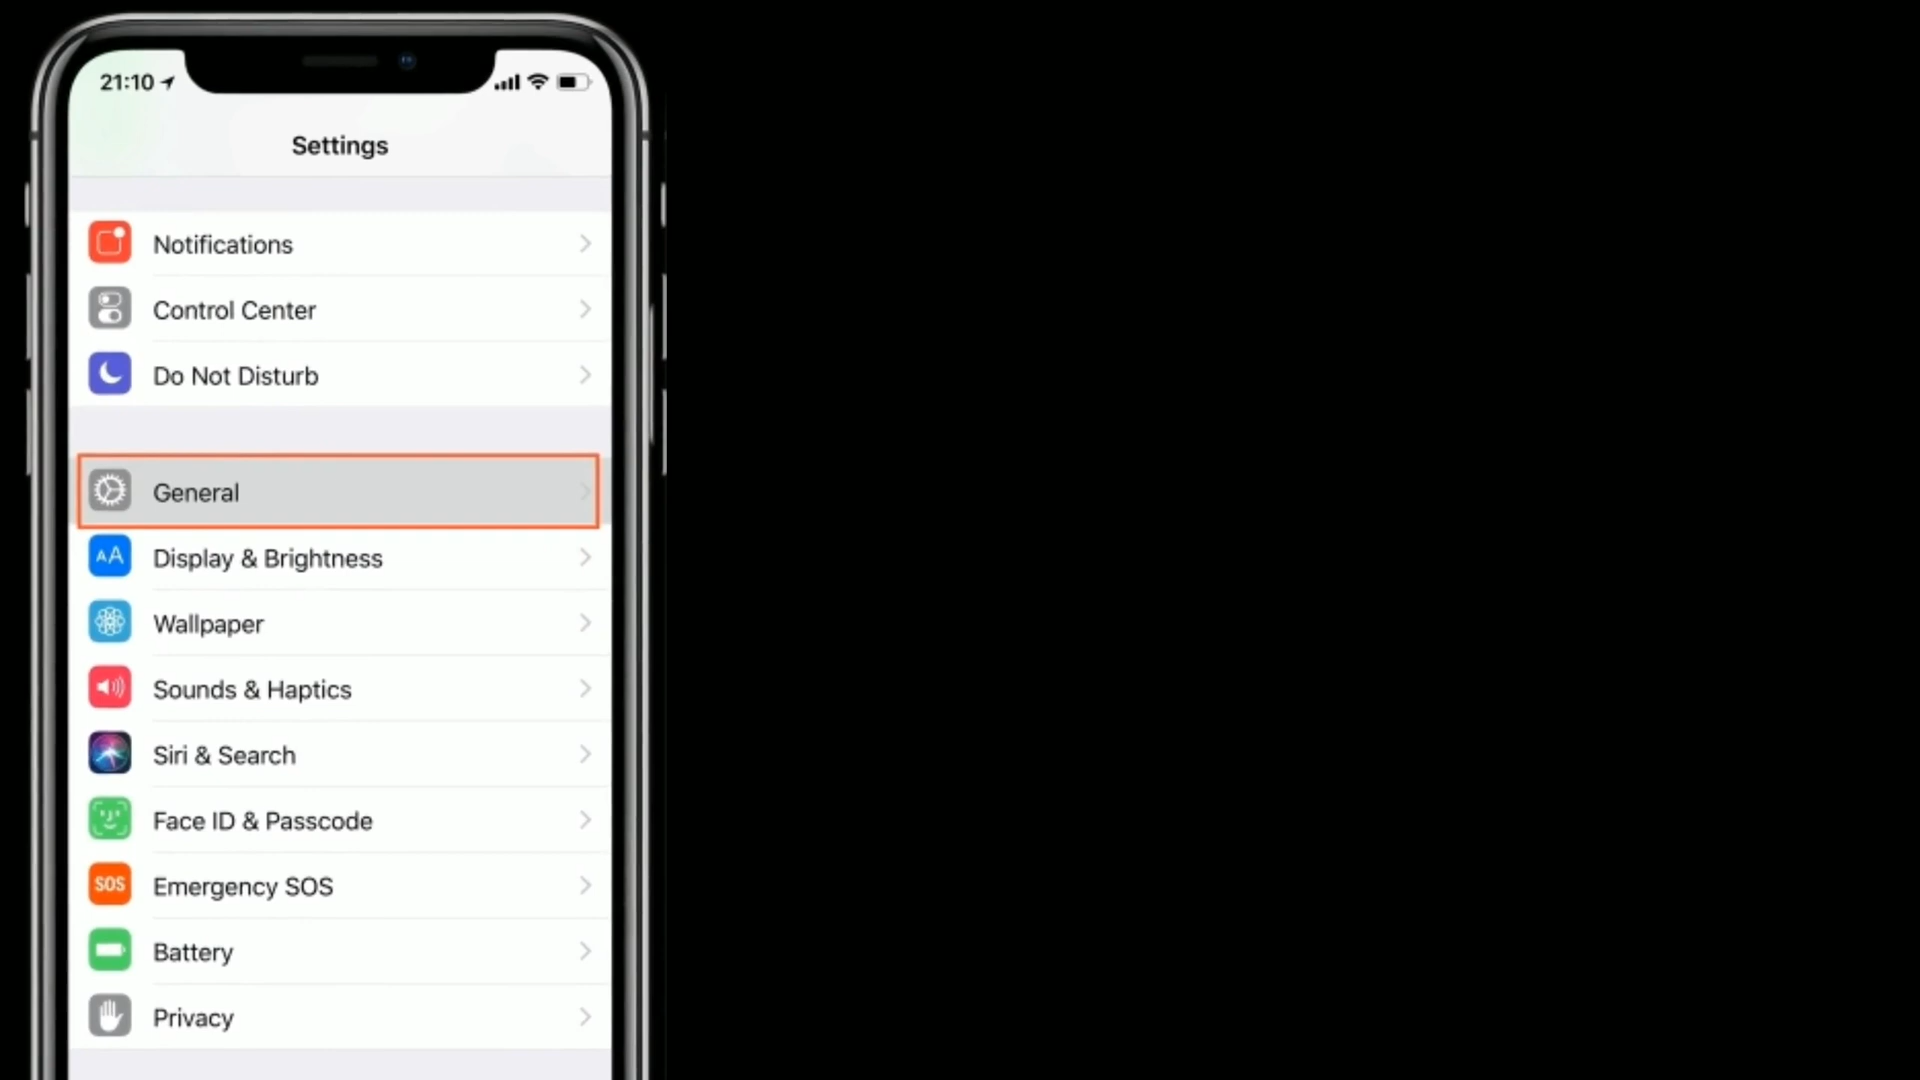 21:10
Settings
Notifications
Control Center
Do Not Disturb
General
AA
Display & Brightness
Wallpaper
Sounds & Haptics
Siri & Search
Face ID & Passcode
SOS
Emergency SOS
Battery
Privacy